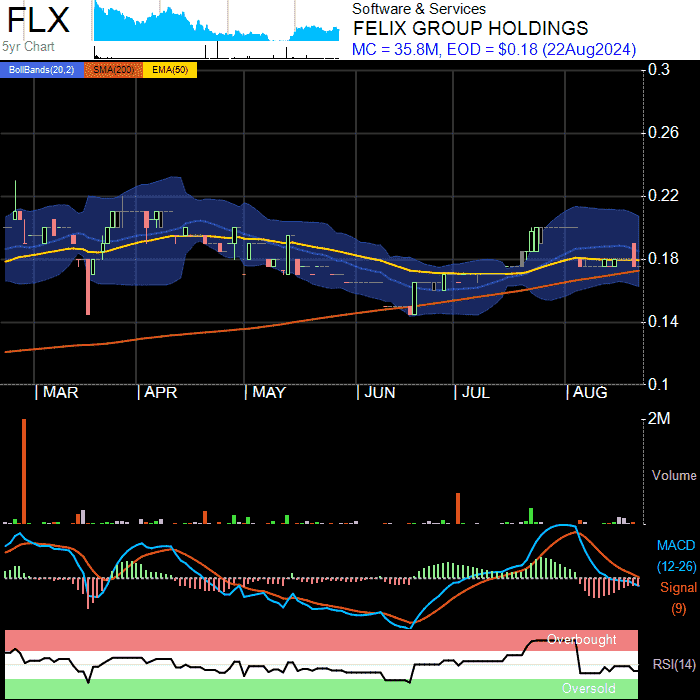 FLX
5yr Chart
Software & Services
FELIX GROUP HOLDINGS
MC = 35.8M, EOD = $0.18 (22Aug2024)
BollBands(20,2) SMA(200) EMA(50)
0.3
0.26
0.22
0.18
0.14
0.1
MAR APR MAY JUN JUL AUG
2M
Volume
MACD
(12-26)
Signal
(9)
Overbought
RSI(14)
Oversold